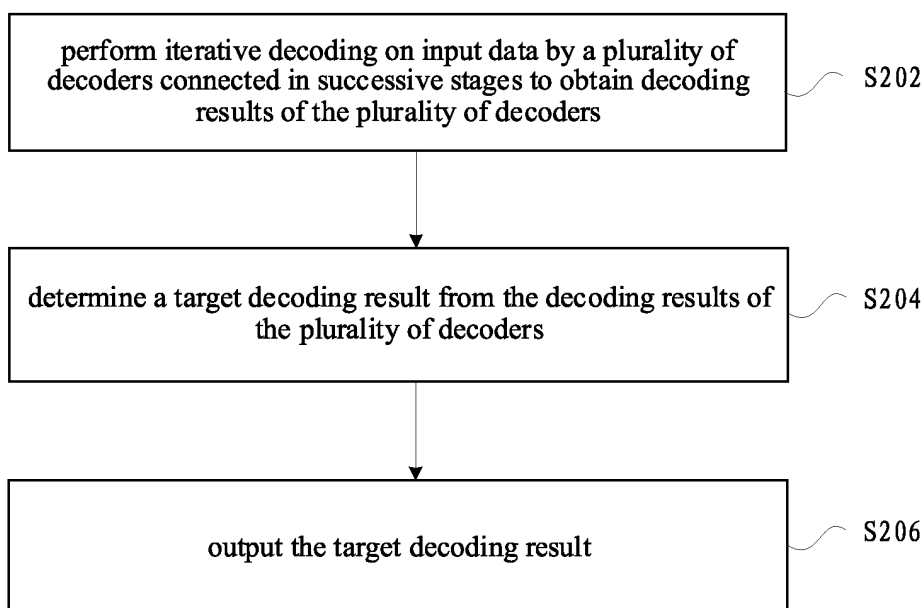 perform iterative decoding on input data by a plurality of
decoders connected in successive stages to obtain decoding
results of the plurality of decoders
S202
determine a target decoding result from the decoding results of
the plurality of decoders
S204
output the target decoding result
S206